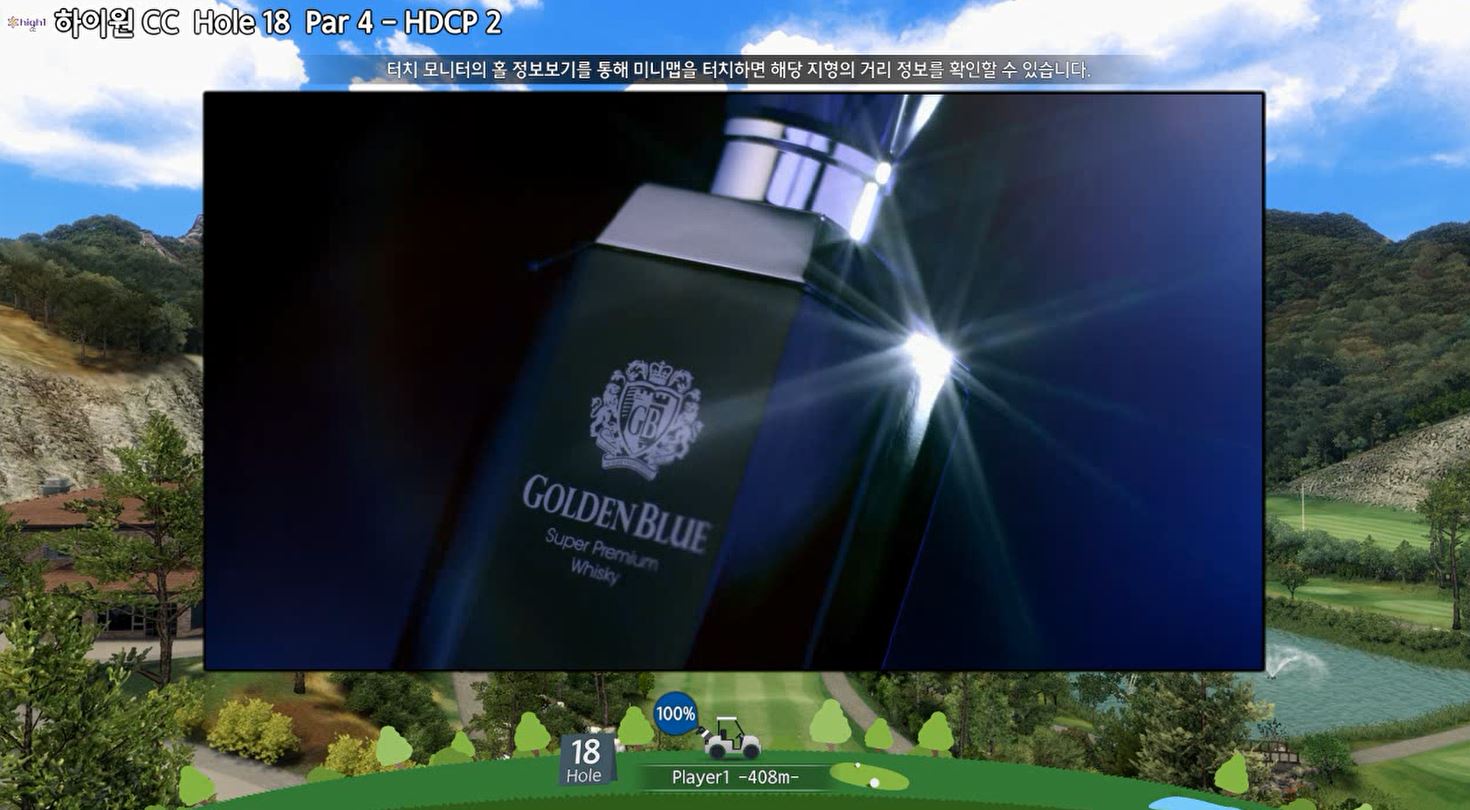 high1
CC
하이원 CC Hole 18 Par 4 - HDCP 2
터치 모니터의 홀 정보보기를 통해 미니맵을 터치하면 해당 지형의 거리 정보를 확인할 수 있습니다.
GB
GOLDEN BLUE
Super Premium
Whisky
100%
18
Hole
Player1 -408m-